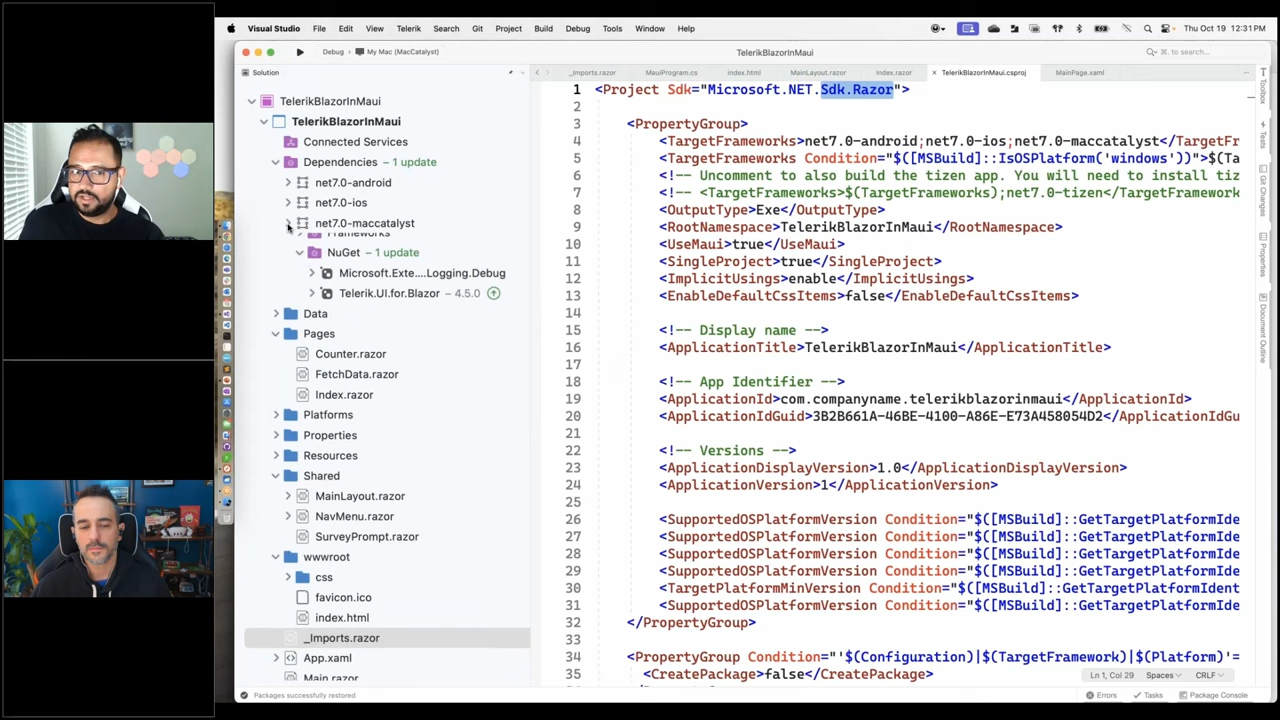 Visual Studio File Edit View Telerik Search Git Project Build Debug Tools Window Help
Thu Oct 19 12:31 PM
Debug My Mac (MacCatalyst)
TelerikBlazorInMaui
⌘. to search...
Solution
_Imports.razor MauiProgram.cs index.html MainLayout.razor Index.razor TelerikBlazorInMaui.csproj MainPage.xaml
TelerikBlazorInMaui
TelerikBlazorInMaui
Connected Services
Dependencies – 1 update
net7.0-android
net7.0-ios
net7.0-maccatalyst
Frameworks
NuGet – 1 update
Microsoft.Exte....Logging.Debug
Telerik.UI.for.Blazor – 4.5.0
Data
Pages
Counter.razor
FetchData.razor
Index.razor
Platforms
Properties
Resources
Shared
MainLayout.razor
NavMenu.razor
SurveyPrompt.razor
wwwroot
css
favicon.ico
index.html
_Imports.razor
App.xaml
Main.razor
1 <Project Sdk="Microsoft.NET.Sdk.Razor">
2
3 <PropertyGroup>
4 <TargetFrameworks>net7.0-android;net7.0-ios;net7.0-maccatalyst</TargetFr
5 <TargetFrameworks Condition="$([MSBuild]::IsOSPlatform('windows'))">$(Ta
6 <!-- Uncomment to also build the tizen app. You will need to install tiz
7 <!-- <TargetFrameworks>$(TargetFrameworks);net7.0-tizen</TargetFramework
8 <OutputType>Exe</OutputType>
9 <RootNamespace>TelerikBlazorInMaui</RootNamespace>
10 <UseMaui>true</UseMaui>
11 <SingleProject>true</SingleProject>
12 <ImplicitUsings>enable</ImplicitUsings>
13 <EnableDefaultCssItems>false</EnableDefaultCssItems>
14
15 <!-- Display name -->
16 <ApplicationTitle>TelerikBlazorInMaui</ApplicationTitle>
17
18 <!-- App Identifier -->
19 <ApplicationId>com.companyname.telerikblazorinmaui</ApplicationId>
20 <ApplicationIdGuid>3B2B661A-46BE-4100-A86E-E73A458054D2</ApplicationIdGu
21
22 <!-- Versions -->
23 <ApplicationDisplayVersion>1.0</ApplicationDisplayVersion>
24 <ApplicationVersion>1</ApplicationVersion>
25
26 <SupportedOSPlatformVersion Condition="$([MSBuild]::GetTargetPlatformIde
27 <SupportedOSPlatformVersion Condition="$([MSBuild]::GetTargetPlatformIde
28 <SupportedOSPlatformVersion Condition="$([MSBuild]::GetTargetPlatformIde
29 <SupportedOSPlatformVersion Condition="$([MSBuild]::GetTargetPlatformIde
30 <TargetPlatformMinVersion Condition="$([MSBuild]::GetTargetPlatformIdent
31 <SupportedOSPlatformVersion Condition="$([MSBuild]::GetTargetPlatformIde
32 </PropertyGroup>
33
34 <PropertyGroup Condition="'$(Configuration)|$(TargetFramework)|$(Platform)'=
35 <CreatePackage>false</CreatePackage>
Toolbox
Tests
Git Changes
Properties
Document Outline
Ln 1, Col 29 Spaces CRLF
Packages successfully restored
Errors Tasks Package Console